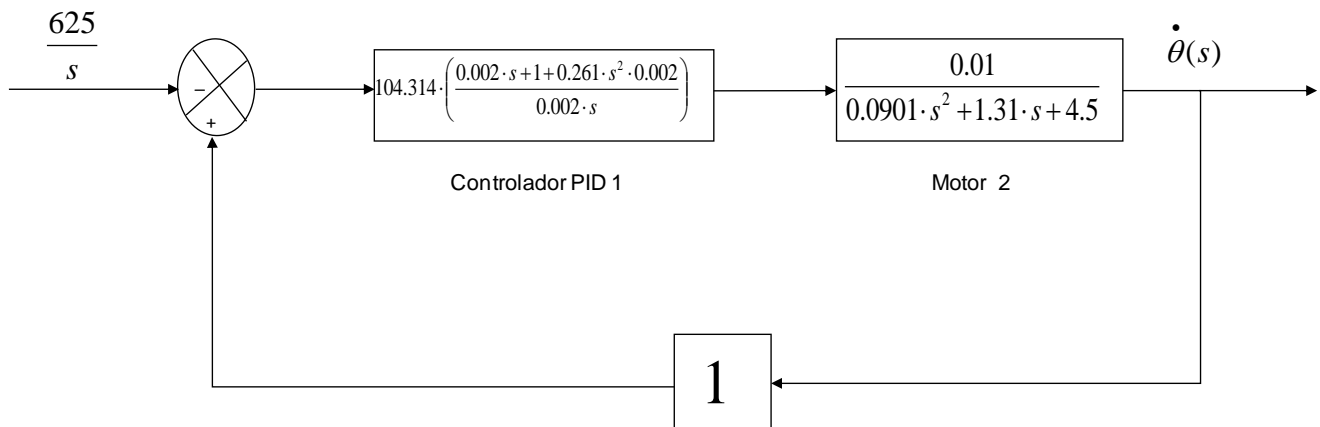 625
s
−
+
104.314·(0.002·s+1+0.261·s²·0.002
0.002·s)
0.01
0.0901·s²+1.31·s+4.5
θ̇(s)
Controlador PID 1
Motor 2
1